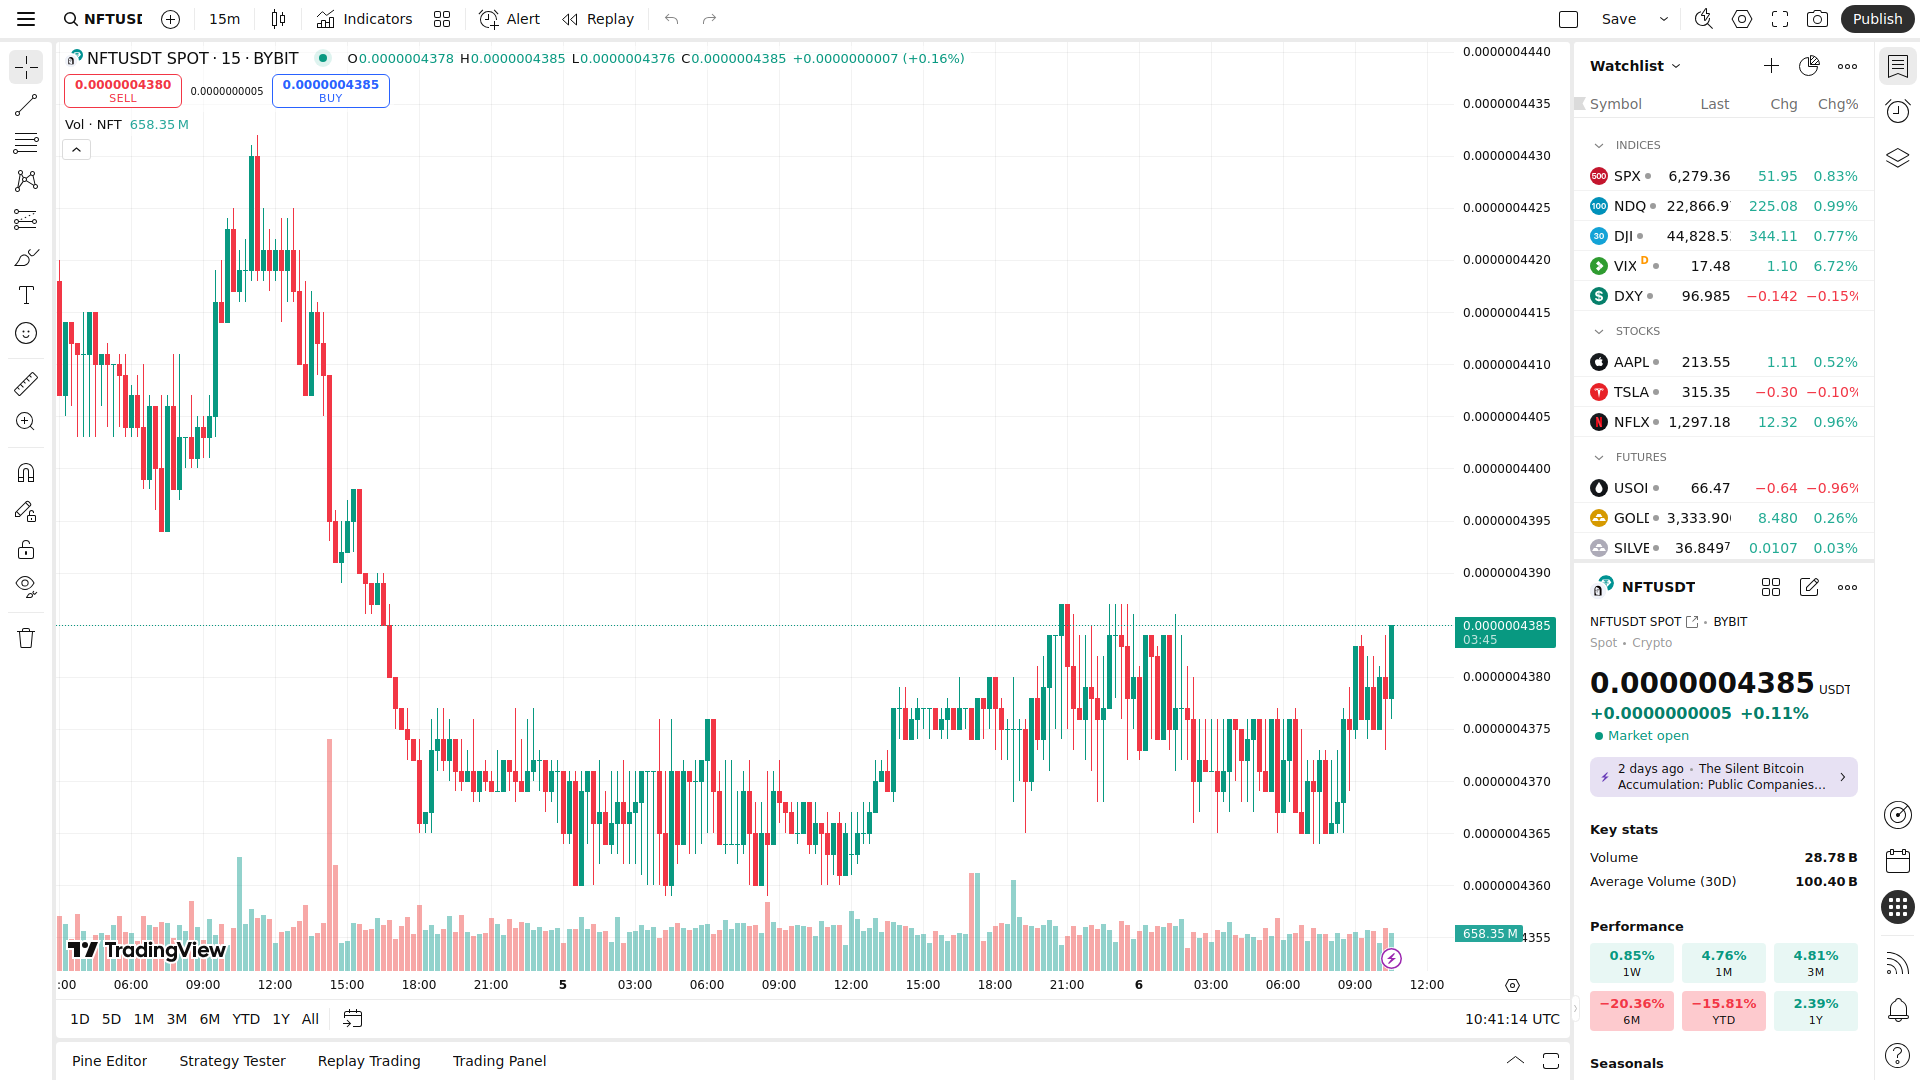 NFTUSD
15m
Indicators
Alert
Replay
Save
Publish
NFTUSDT SPOT · 15 · BYBIT
O0.0000004378 H0.0000004385 L0.0000004376 C0.0000004385 +0.0000000007 (+0.16%)
0.0000004380
SELL
0.0000000005
0.0000004385
BUY
Vol · NFT 658.35 M
0.0000004440
0.0000004435
0.0000004430
0.0000004425
0.0000004420
0.0000004415
0.0000004410
0.0000004405
0.0000004400
0.0000004395
0.0000004390
0.0000004385
03:45
0.0000004380
0.0000004375
0.0000004370
0.0000004365
0.0000004360
658.35 M
4355
TradingView
:00 06:00 09:00 12:00 15:00 18:00 21:00 5 03:00 06:00 09:00 12:00 15:00 18:00 21:00 6 03:00 06:00 09:00 12:00
1D 5D 1M 3M 6M YTD 1Y All
10:41:14 UTC
Pine Editor
Strategy Tester
Replay Trading
Trading Panel
Watchlist
Symbol Last Chg Chg%
INDICES
500 SPX 6,279.36 51.95 0.83%
100 NDQ 22,866.9 225.08 0.99%
30 DJI 44,828.5 344.11 0.77%
VIX D 17.48 1.10 6.72%
DXY 96.985 −0.142 −0.15%
STOCKS
AAPL 213.55 1.11 0.52%
TSLA 315.35 −0.30 −0.10%
NFLX 1,297.18 12.32 0.96%
FUTURES
USOI 66.47 −0.64 −0.96%
GOLD 3,333.90 8.480 0.26%
SILVE 36.849⁷ 0.0107 0.03%
NFTUSDT
NFTUSDT SPOT • BYBIT
Spot • Crypto
0.0000004385 USDT
+0.0000000005 +0.11%
Market open
2 days ago • The Silent Bitcoin
Accumulation: Public Companies…
Key stats
Volume 28.78 B
Average Volume (30D) 100.40 B
Performance
0.85%
1W
4.76%
1M
4.81%
3M
−20.36%
6M
−15.81%
YTD
2.39%
1Y
Seasonals